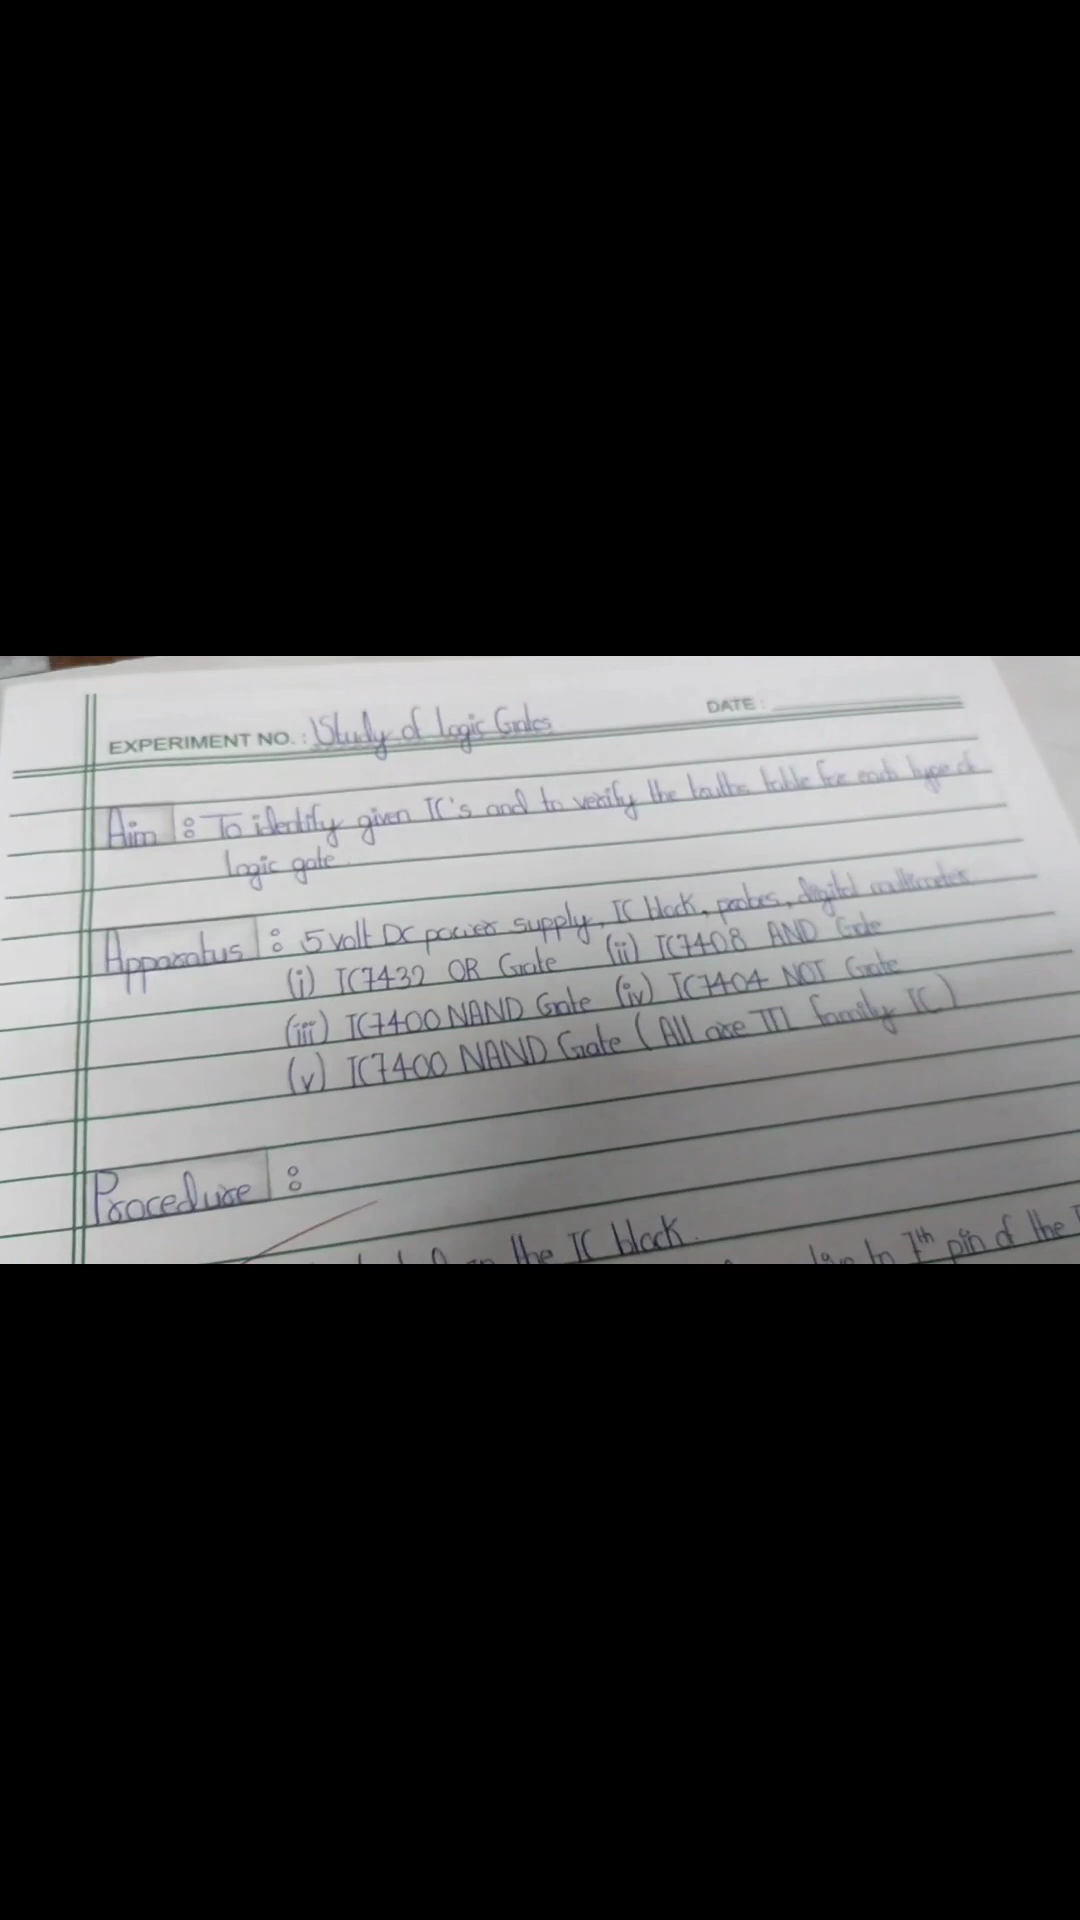 EXPERIMENT NO. : 1 Study of Logic Gates
DATE :
Aim : To identify given IC's and to verify the truths table for each type of
logic gate.
Apparatus : 5 volt DC power supply, IC block, probes, digital multimeter
(i) IC7432 OR Gate (ii) IC7408 AND Gate
(iii) IC7400 NAND Gate (iv) IC7404 NOT Gate
(v) IC7400 NAND Gate (All are TTL family IC)
Procedure :
the IC block.
to 7th pin of the